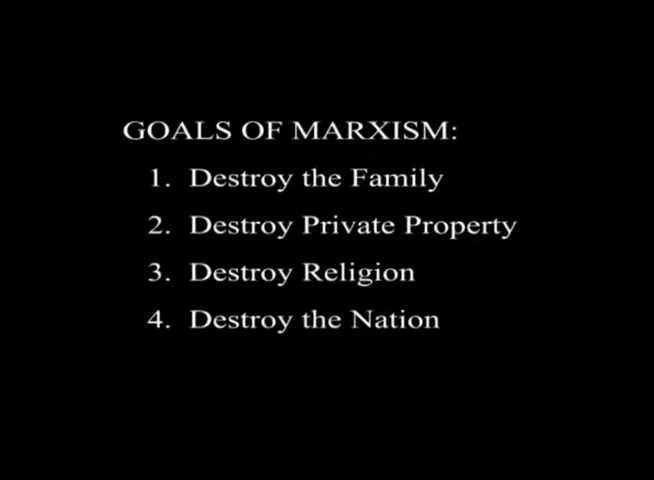 GOALS OF MARXISM:
1. Destroy the Family
2. Destroy Private Property
3. Destroy Religion
4. Destroy the Nation